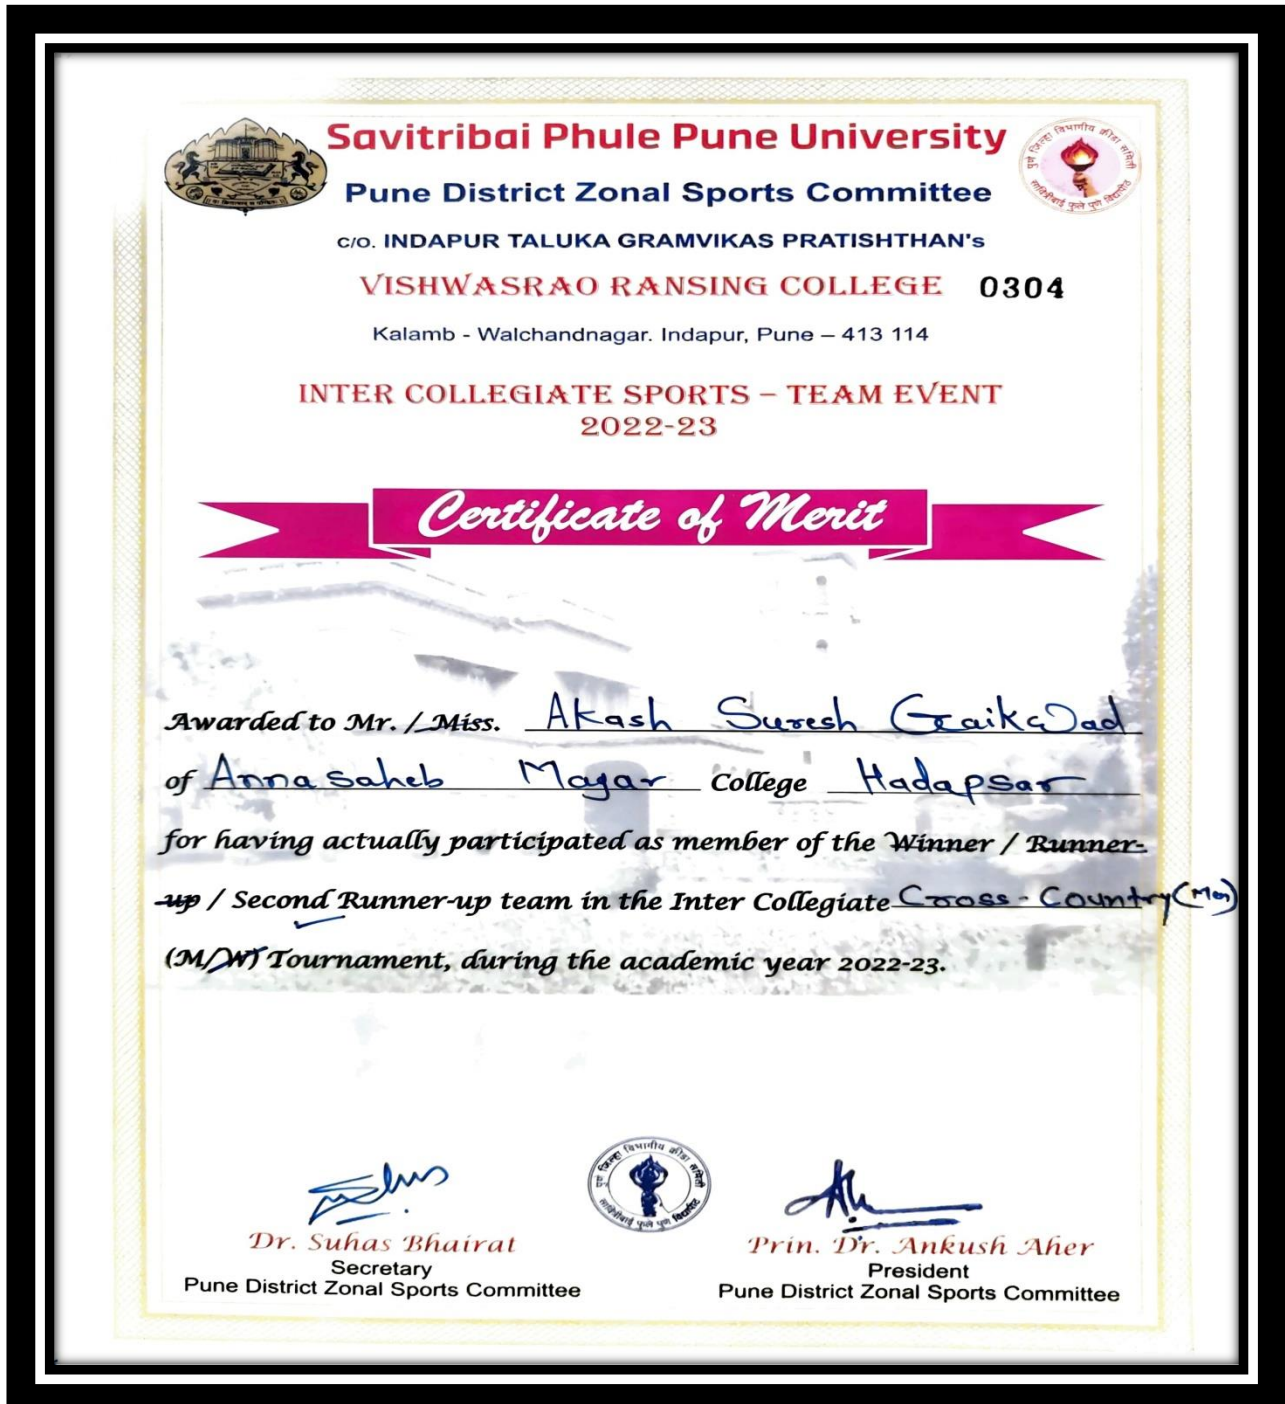 Savitribai Phule Pune University
Pune District Zonal Sports Committee
C/O. INDAPUR TALUKA GRAMVIKAS PRATISHTHAN's
VISHWASRAO RANSING COLLEGE 0304
Kalamb - Walchandnagar. Indapur, Pune – 413 114
INTER COLLEGIATE SPORTS – TEAM EVENT
2022-23
Certificate of Merit
Awarded to Mr. / Miss. Akash Suresh Gaikwad
of Annasaheb Magar College Hadapsar
for having actually participated as member of the Winner / Runner-
up / Second Runner-up team in the Inter Collegiate Cross-Country (Men)
(M/W) Tournament, during the academic year 2022-23.
पुणे जिल्हा विभागीय क्रीडा समिती
सावित्रीबाई फुले पुणे विद्यापीठ
Dr. Suhas Bhairat
Secretary
Pune District Zonal Sports Committee
Prin. Dr. Ankush Aher
President
Pune District Zonal Sports Committee